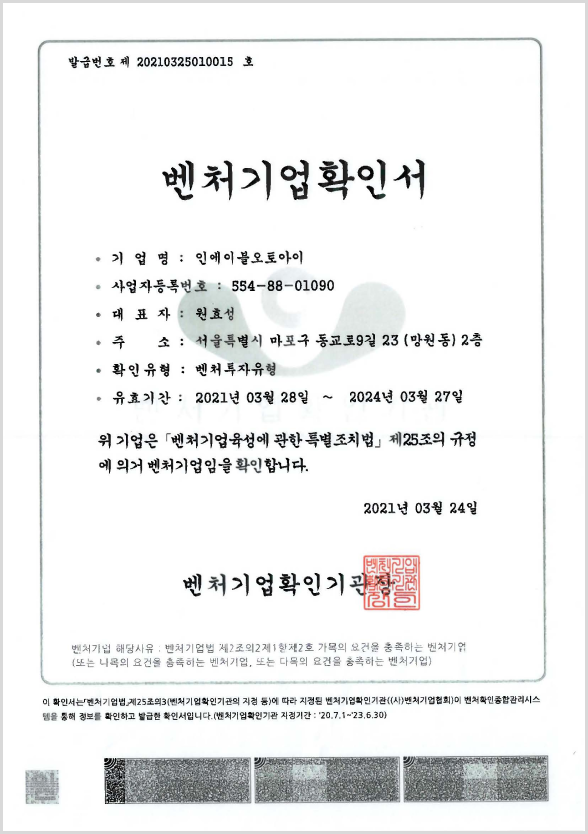 발급번호 제 20210325010015 호
벤처기업확인서
• 기 업 명 : 인에이블오토아이
• 사업자등록번호 : 554-88-01090
• 대 표 자 : 원효성
• 주 소 : 서울특별시 마포구 동교로9길 23 (망원동) 2층
• 확인유형 : 벤처투자유형
• 유효기간 : 2021년 03월 28일 ~ 2024년 03월 27일
위 기업은 「벤처기업육성에 관한 특별조치법」 제25조의 규정
에 의거 벤처기업임을 확인합니다.
2021년 03월 24일
벤처기업확인기관장
벤처기업 해당사유 : 벤처기업법 제2조의2제1항제2호 가목의 요건을 충족하는 벤처기업
(또는 나목의 요건을 충족하는 벤처기업, 또는 다목의 요건을 충족하는 벤처기업)
이 확인서는「벤처기업법」제25조의3(벤처기업확인기관의 지정 등)에 따라 지정된 벤처기업확인기관((사)벤처기업협회)이 벤처확인종합관리시스
템을 통해 정보를 확인하고 발급한 확인서입니다.(벤처기업확인기관 지정기간 : '20.7.1~'23.6.30)